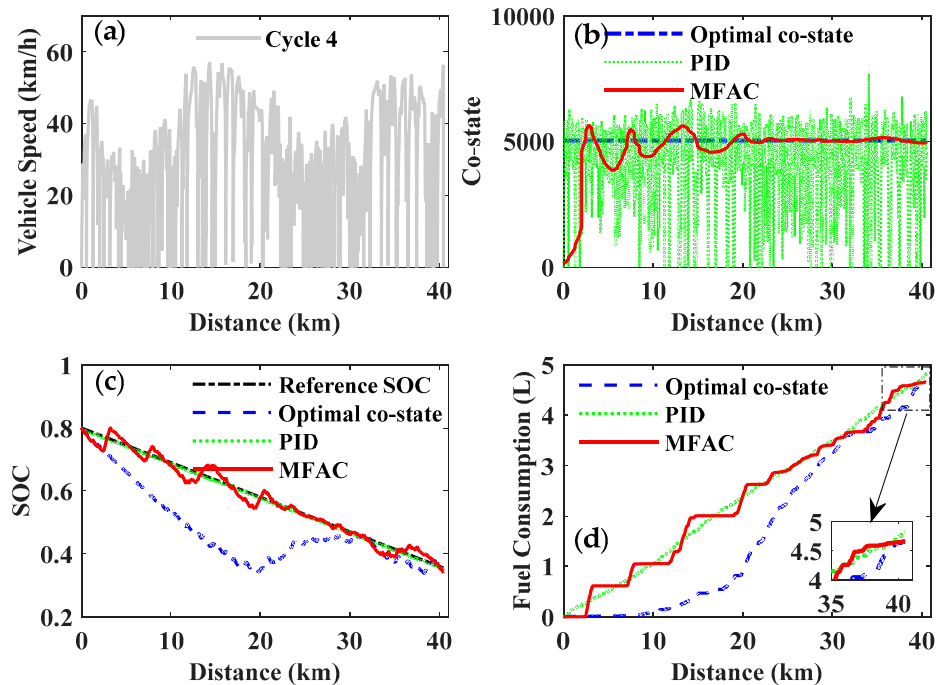 (a)
Cycle 4
Vehicle Speed (km/h)
60
40
20
0
0 10 20 30 40
Distance (km)
(b)
Optimal co-state
PID
MFAC
Co-state
10000
5000
0
0 10 20 30 40
Distance (km)
(c)
Reference SOC
Optimal co-state
PID
MFAC
SOC
1
0.8
0.6
0.4
0.2
0 10 20 30 40
Distance (km)
Optimal co-state
PID
MFAC
(d)
Fuel Consumption (L)
5
4
3
2
1
0
0 10 20 30 40
Distance (km)
5
4.5
4
35 40